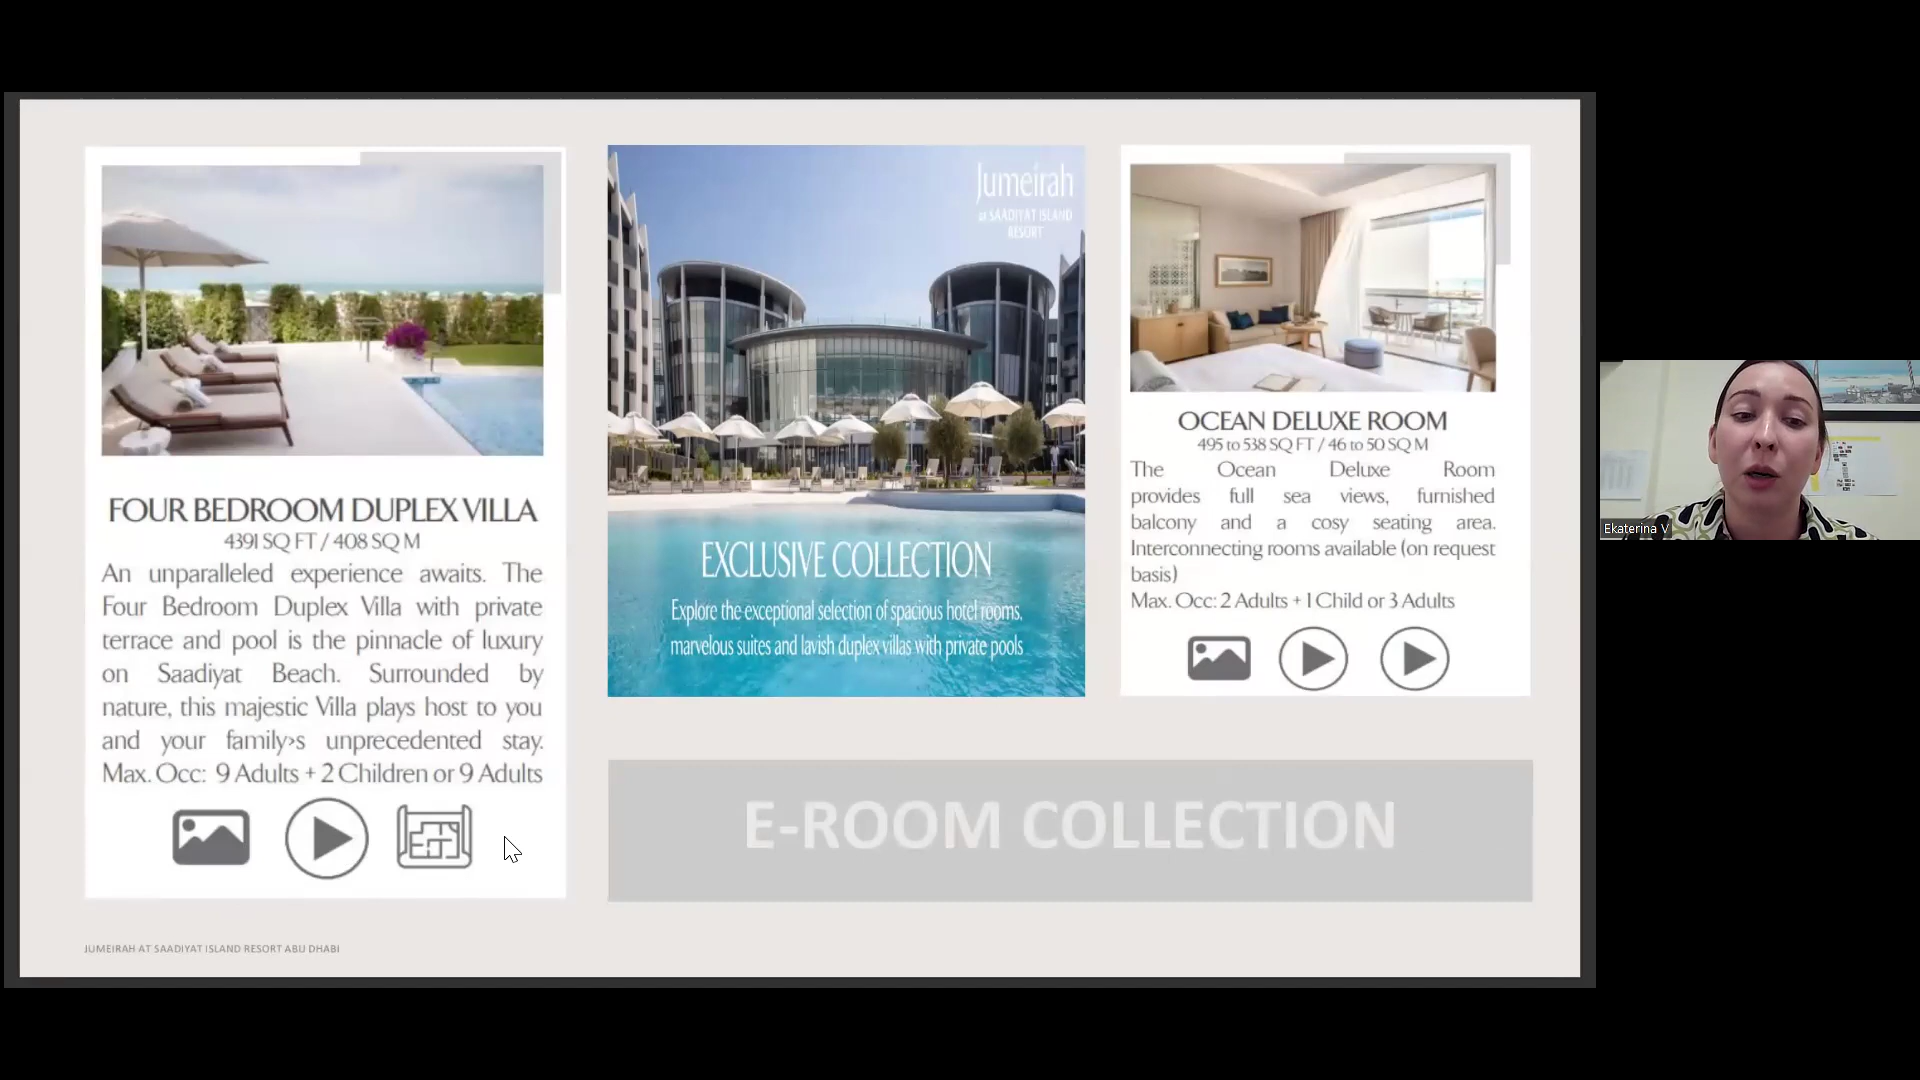 FOUR BEDROOM DUPLEX VILLA
4391 SQ FT / 408 SQ M
An unparalleled experience awaits. The
Four Bedroom Duplex Villa with private
terrace and pool is the pinnacle of luxury
on Saadiyat Beach. Surrounded by
nature, this majestic Villa plays host to you
and your family›s unprecedented stay.
Max. Occ: 9 Adults + 2 Children or 9 Adults
Jumeirah
at SAADIYAT ISLAND
RESORT
EXCLUSIVE COLLECTION
Explore the exceptional selection of spacious hotel rooms,
marvelous suites and lavish duplex villas with private pools
OCEAN DELUXE ROOM
495 to 538 SQ FT / 46 to 50 SQ M
The Ocean Deluxe Room
provides full sea views, furnished
balcony and a cosy seating area.
Interconnecting rooms available (on request
basis)
Max. Occ: 2 Adults + 1 Child or 3 Adults
E-ROOM COLLECTION
JUMEIRAH AT SAADIYAT ISLAND RESORT ABU DHABI
Ekaterina V